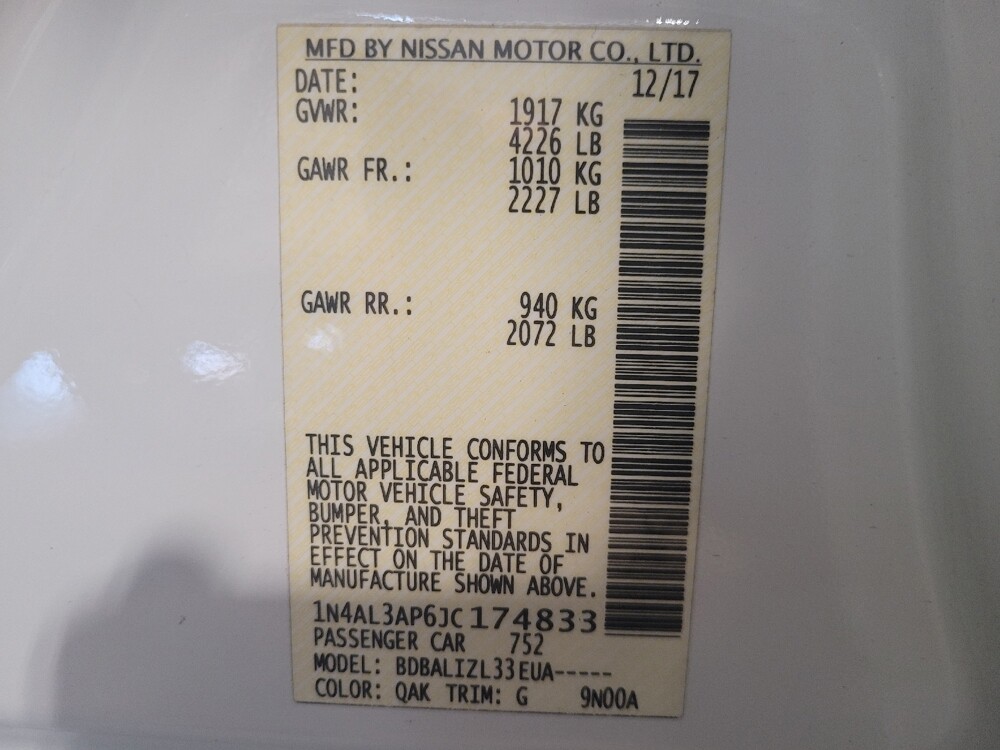 MFD BY NISSAN MOTOR CO., LTD.
DATE: 12/17
GVWR: 1917 KG
4226 LB
GAWR FR.: 1010 KG
2227 LB
GAWR RR.: 940 KG
2072 LB
THIS VEHICLE CONFORMS TO
ALL APPLICABLE FEDERAL
MOTOR VEHICLE SAFETY,
BUMPER, AND THEFT
PREVENTION STANDARDS IN
EFFECT ON THE DATE OF
MANUFACTURE SHOWN ABOVE.
1N4AL3AP6JC174833
PASSENGER CAR 752
MODEL: BDBALIZL33EUA-----
COLOR: QAK TRIM: G 9N00A